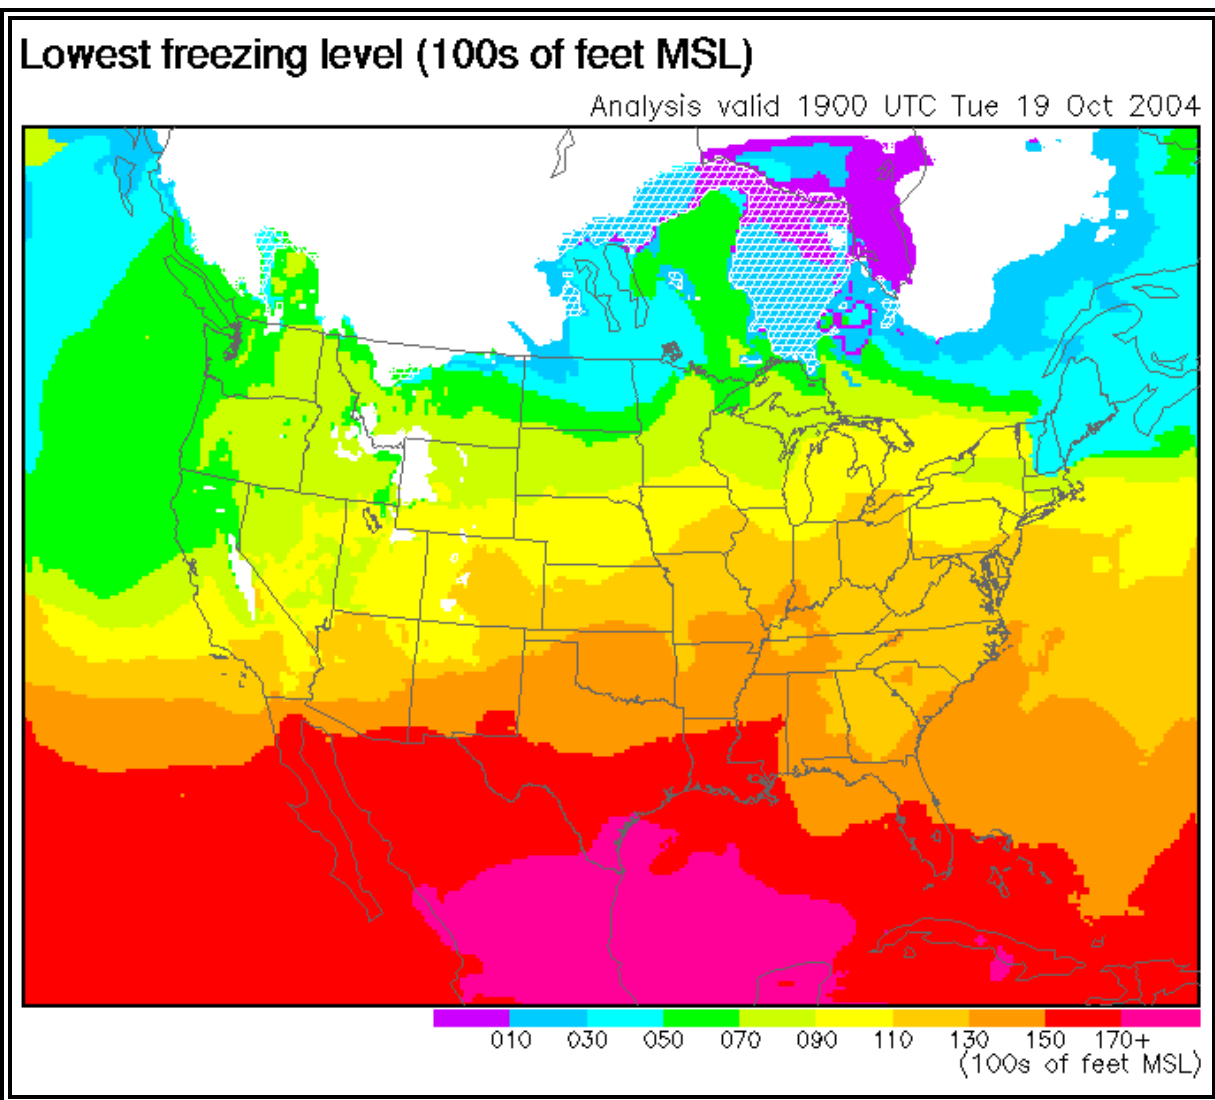 Lowest freezing level (100s of feet MSL)
Analysis valid 1900 UTC Tue 19 Oct 2004
010 030 050 070 090 110 130 150 170+
(100s of feet MSL)